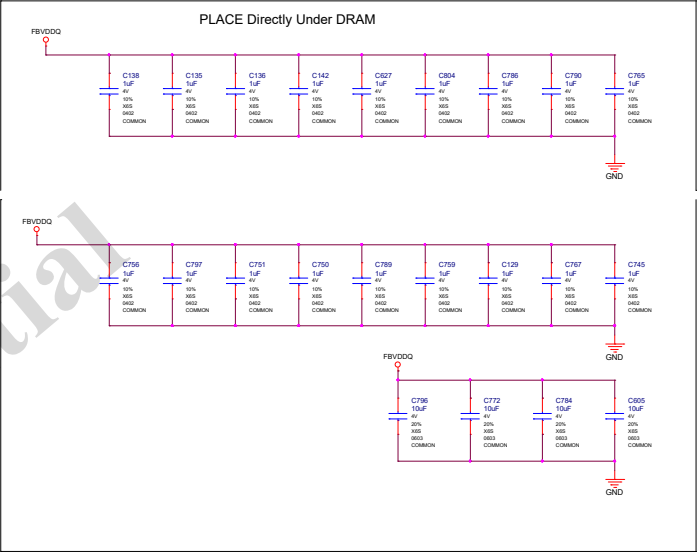 PLACE Directly Under DRAM
FBVDDQ
C138 C135 C136 C142 C627 C804 C786 C790 C765
1uF 1uF 1uF 1uF 1uF 1uF 1uF 1uF 1uF
4V 4V 4V 4V 4V 4V 4V 4V 4V
10% 10% 10% 10% 10% 10% 10% 10% 10%
X6S X6S X6S X6S X6S X6S X6S X6S X6S
0402 0402 0402 0402 0402 0402 0402 0402 0402
COMMON COMMON COMMON COMMON COMMON COMMON COMMON COMMON COMMON
GND
FBVDDQ
C756 C797 C751 C750 C789 C759 C129 C767 C745
1uF 1uF 1uF 1uF 1uF 1uF 1uF 1uF 1uF
4V 4V 4V 4V 4V 4V 4V 4V 4V
10% 10% 10% 10% 10% 10% 10% 10% 10%
X6S X6S X6S X6S X6S X6S X6S X6S X6S
0402 0402 0402 0402 0402 0402 0402 0402 0402
COMMON COMMON COMMON COMMON COMMON COMMON COMMON COMMON COMMON
GND
FBVDDQ
C796 C772 C784 C605
10uF 10uF 10uF 10uF
4V 4V 4V 4V
20% 20% 20% 20%
X6S X6S X6S X6S
0603 0603 0603 0603
COMMON COMMON COMMON COMMON
GND
tial